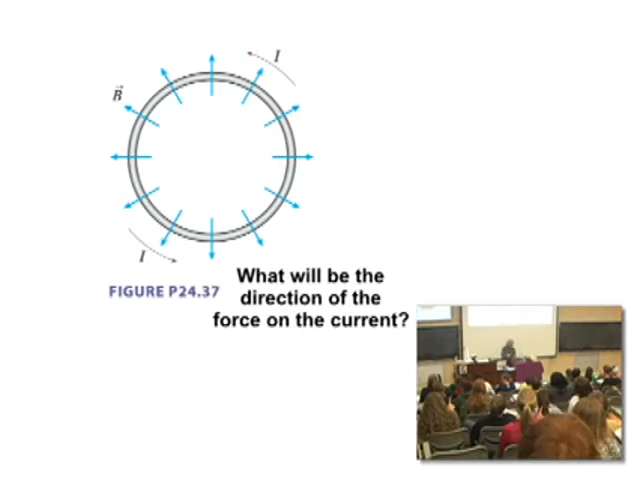 I
B
I
FIGURE P24.37
What will be the
direction of the
force on the current?